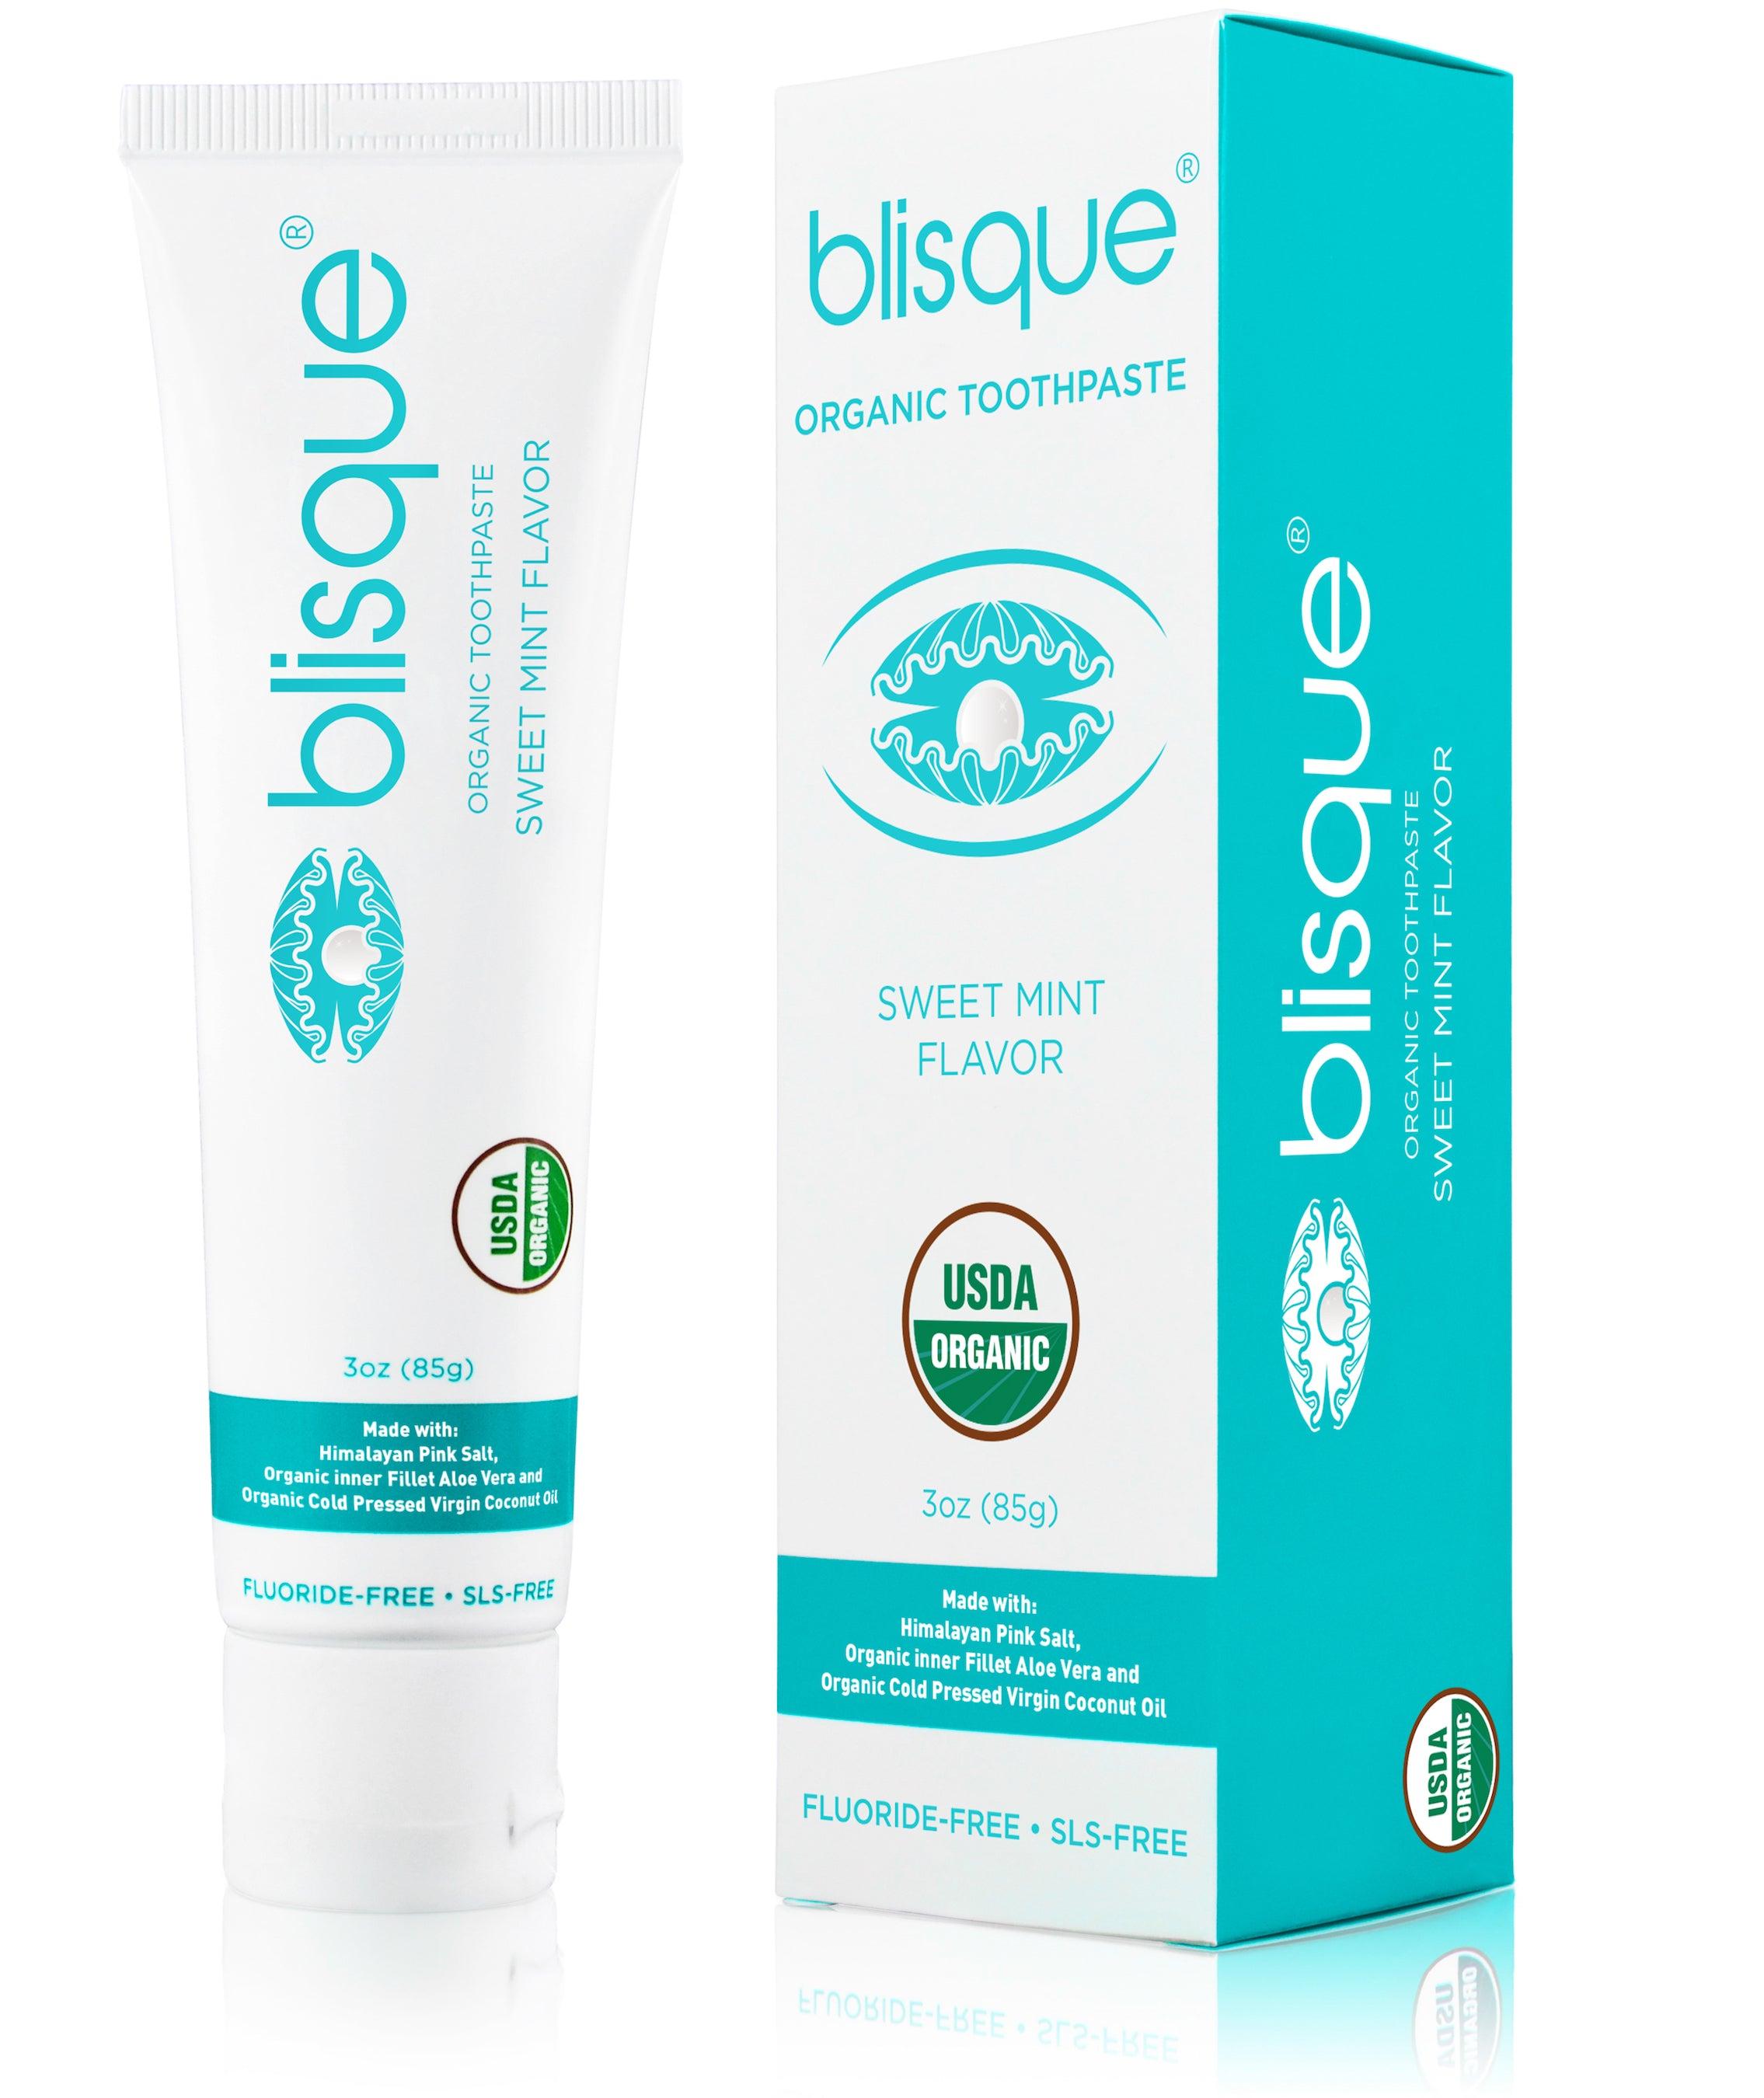 blisque®
ORGANIC TOOTHPASTE
SWEET MINT FLAVOR
USDA
ORGANIC
3oz (85g)
Made with:
Himalayan Pink Salt,
Organic inner Fillet Aloe Vera and
Organic Cold Pressed Virgin Coconut Oil
FLUORIDE-FREE • SLS-FREE
blisque®
ORGANIC TOOTHPASTE
SWEET MINT
FLAVOR
USDA
ORGANIC
3oz (85g)
Made with:
Himalayan Pink Salt,
Organic inner Fillet Aloe Vera and
Organic Cold Pressed Virgin Coconut Oil
FLUORIDE-FREE • SLS-FREE
blisque®
ORGANIC TOOTHPASTE
SWEET MINT FLAVOR
USDA
ORGANIC